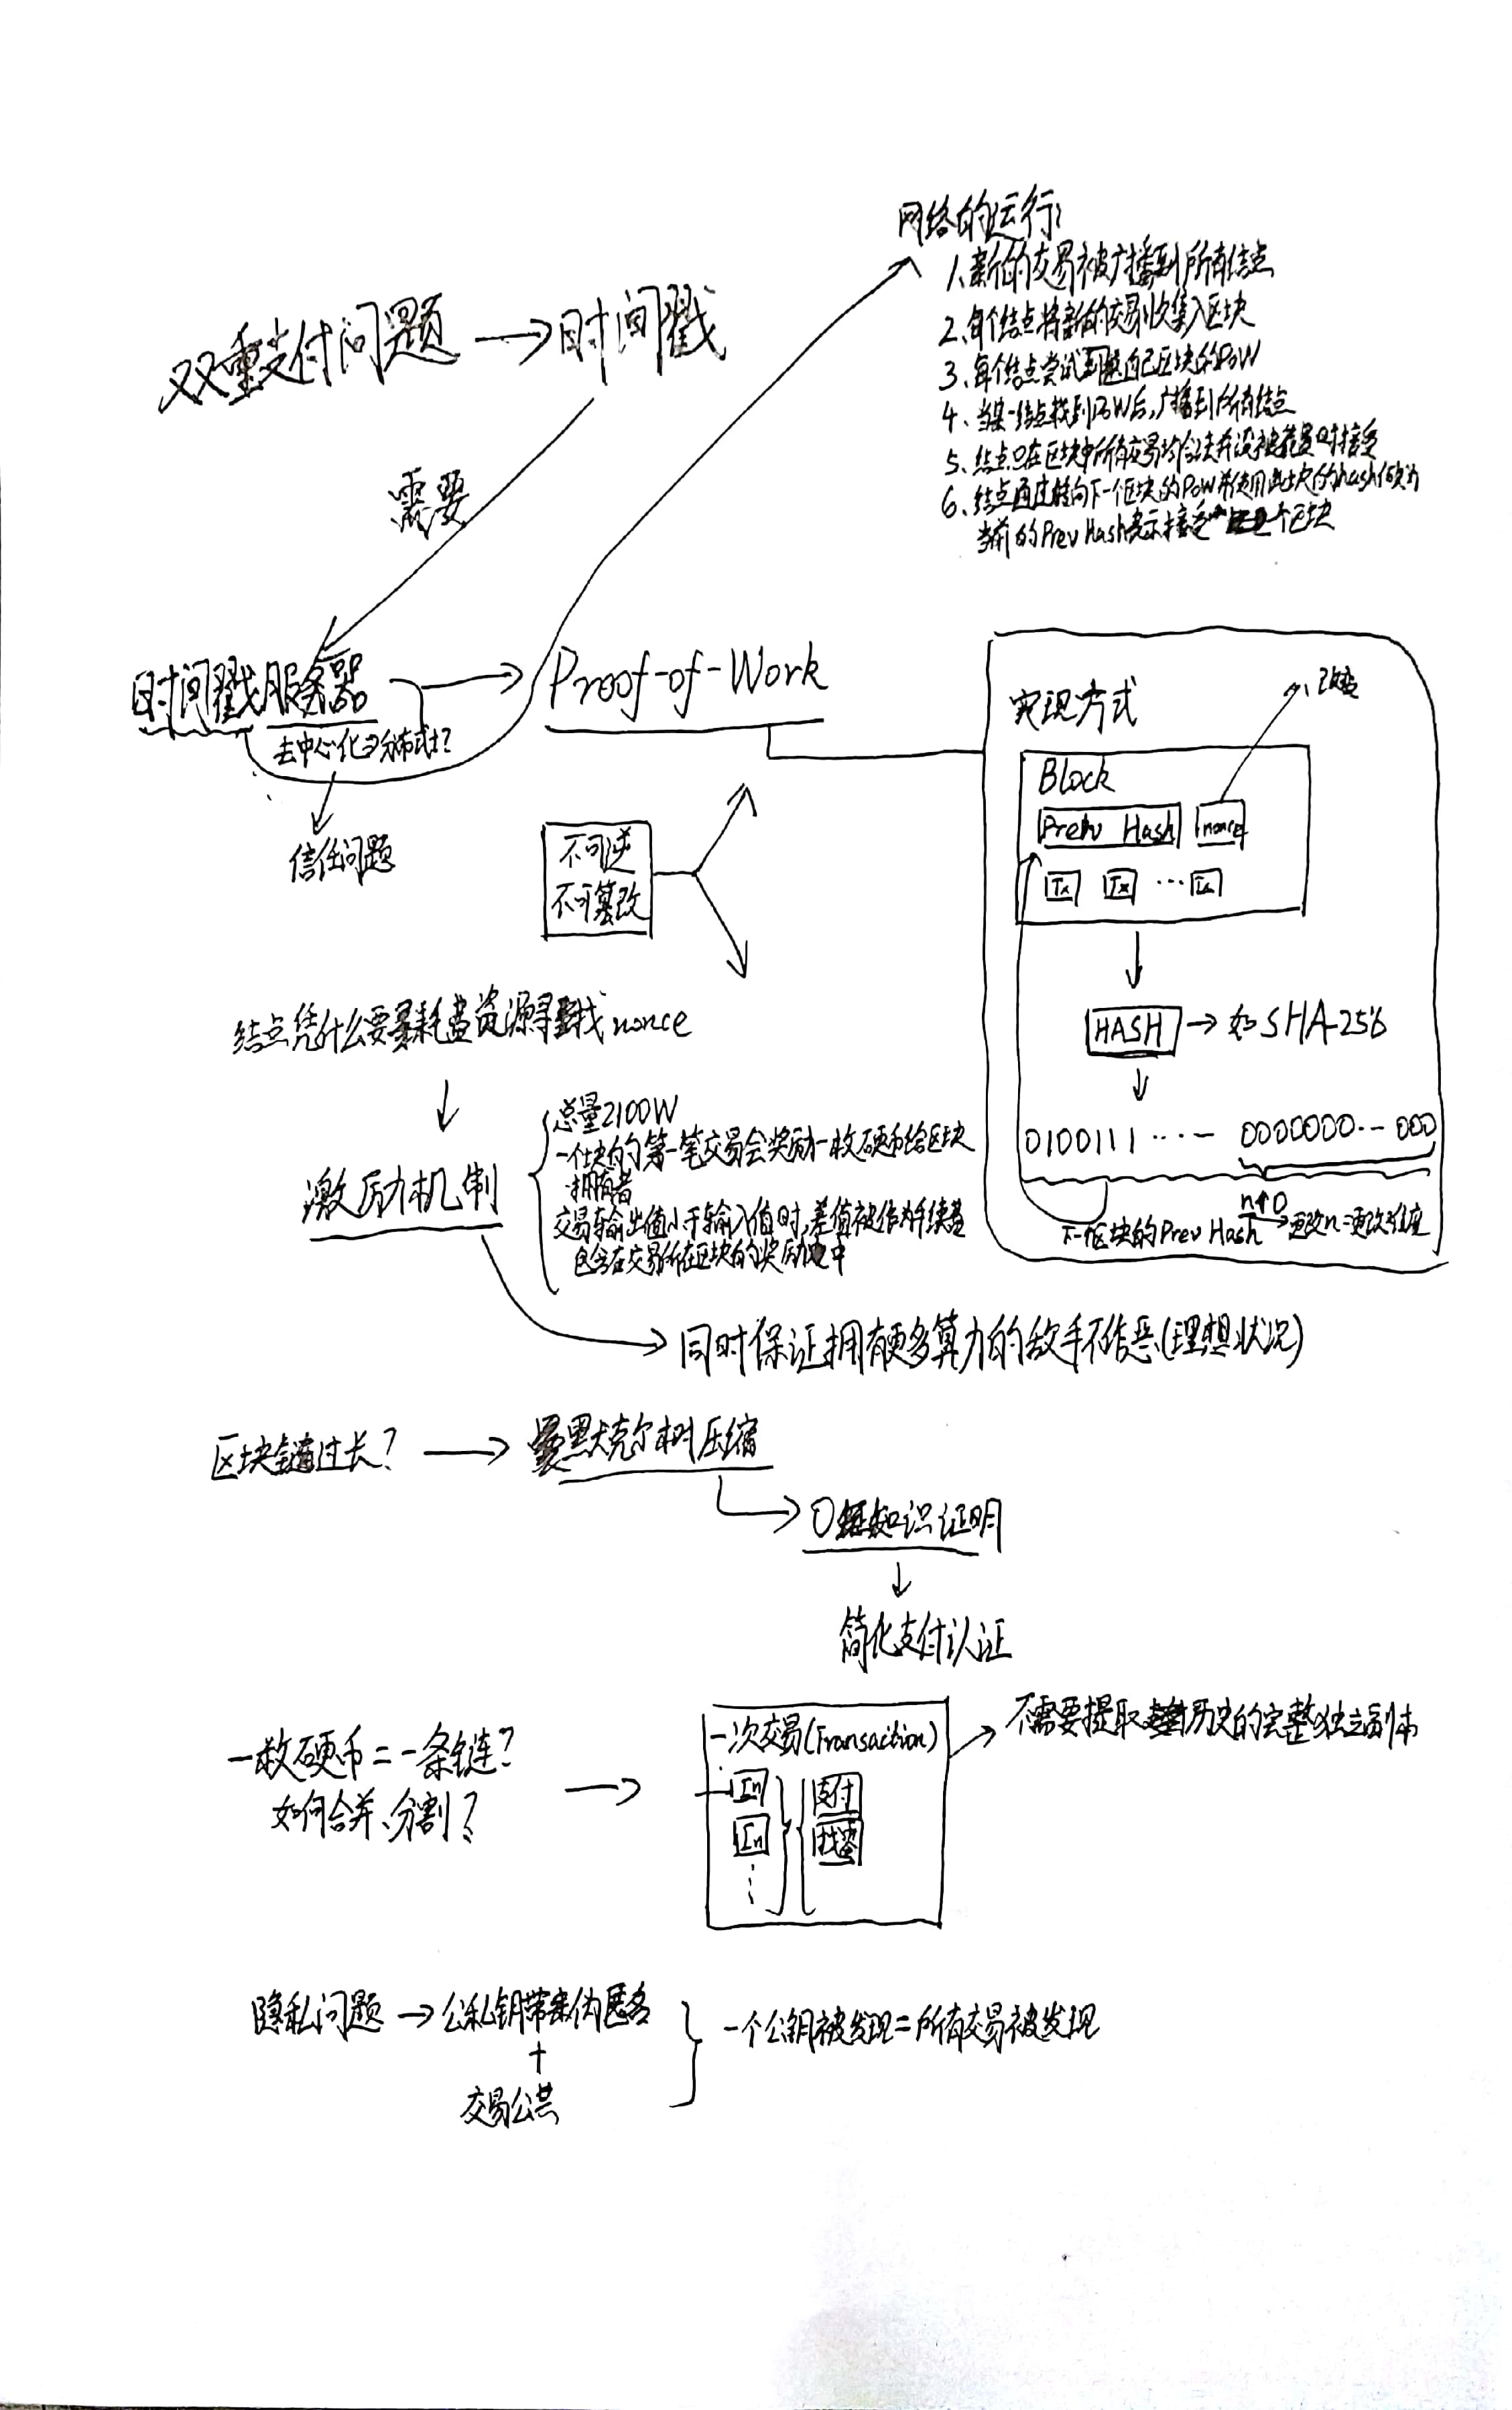 网络的运行:
1、新的交易被广播到所有结点
2、每个结点将新的交易收集入区块
3、每个结点尝试到自己区块的PoW
4、当某一结点找到PoW后,广播到所有结点
5、结点只在区块中所有交易均合法并没被花费时接受
6、结点通过转向下一个区块的PoW并使用此块的hash做为
当前的Prev Hash表示接受个区块
双重支付问题 → 时间戳
需要
时间戳服务器
去中心化分布式?
信任问题
Proof-of-Work
不可逆
不可篡改
实现方式
改变
Block
Prev Hash nonce
Tx Tx … Tx
HASH → 如SHA-256
0100111 ···— 0000000··—000
n个0
下一区块的Prev Hash 更改n=更改难度
结点凭什么要耗费资源寻找nonce
激励机制
总量2100W
一个块的第一笔交易会奖励一枚硬币给区块
拥有者
交易输出值小于输入值时,差值被作为手续费
包含在交易所在区块的奖励中
同时保证拥有更多算力的敌手不作恶(理想状况)
区块链过长? → 默克尔树压缩
0知识证明
简化支付认证
一枚硬币=一条链?
如何合并、分割?
一次交易(Transaction)
In 支付
In 找零
不需要提取历史的完整独立副本
隐私问题 → 公私钥带来伪匿名
+
交易公共
一个公钥被发现=所有交易被发现